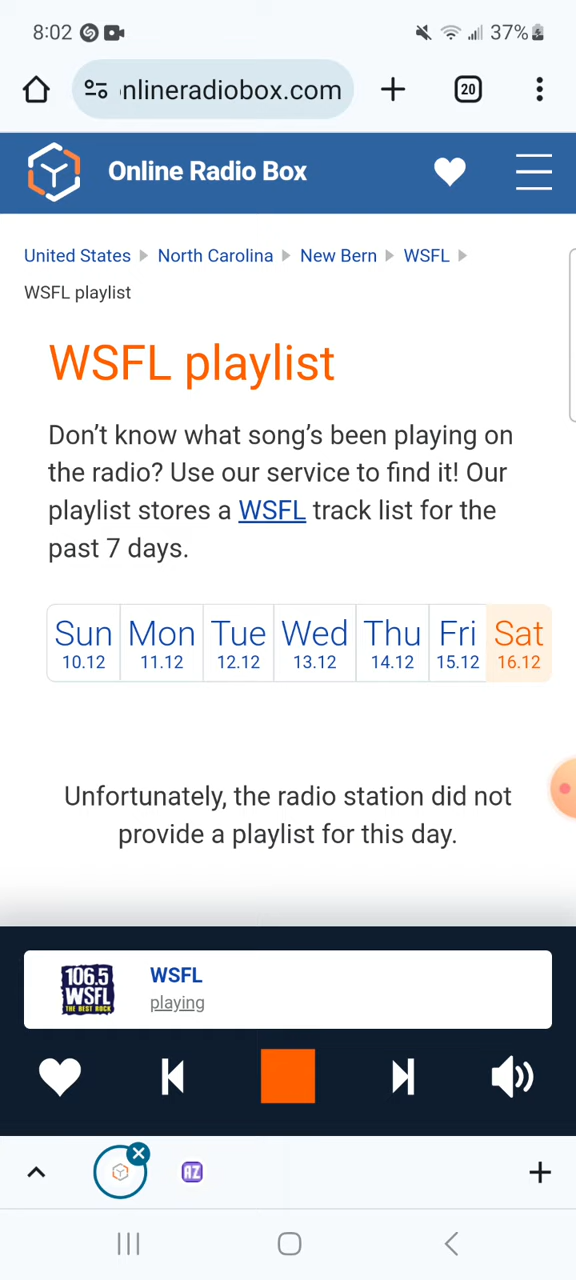 8:02
37%
nlineradiobox.com
20
Online Radio Box
United States North Carolina New Bern WSFL
WSFL playlist
WSFL playlist
Don't know what song's been playing on
the radio? Use our service to find it! Our
playlist stores a WSFL track list for the
past 7 days.
Sun Mon Tue Wed Thu Fri Sat
10.12 11.12 12.12 13.12 14.12 15.12 16.12
Unfortunately, the radio station did not
provide a playlist for this day.
106.5
WSFL
THE BEST ROCK
WSFL
playing
RZ